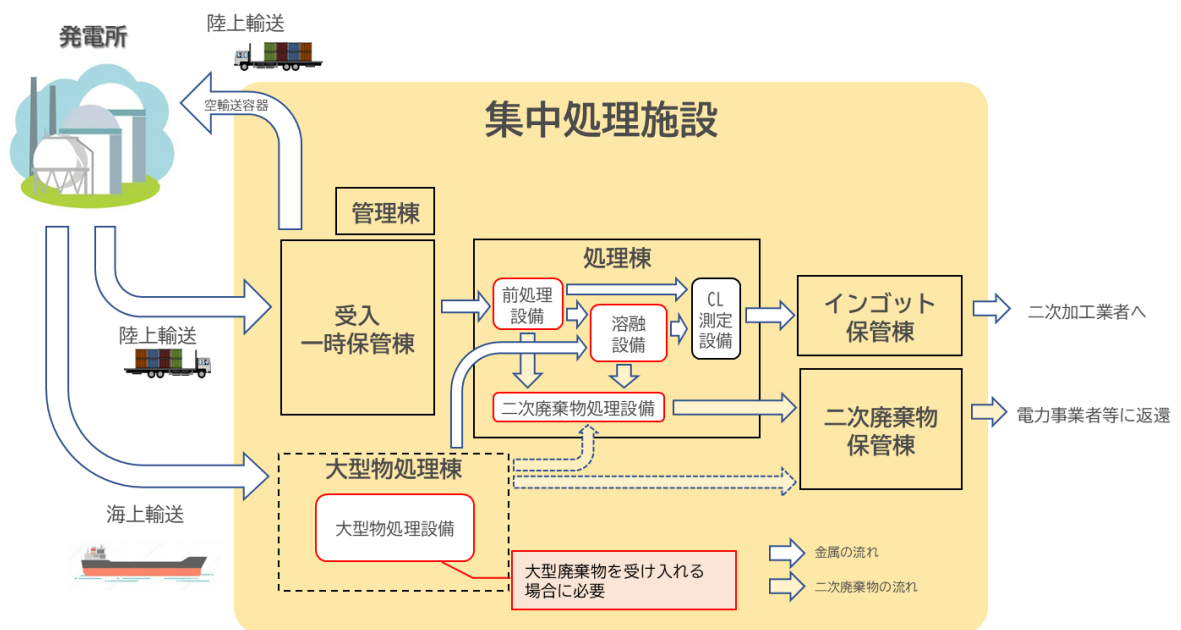 陸上輸送
発電所
空輸送容器
集中処理施設
管理棟
処理棟
受入
一時保管棟
前処理
設備
溶融
設備
CL
測定
設備
二次廃棄物処理設備
インゴット
保管棟
二次加工業者へ
二次廃棄物
保管棟
電力事業者等に返還
陸上輸送
大型物処理棟
大型物処理設備
海上輸送
大型廃棄物を受け入れる
場合に必要
金属の流れ
二次廃棄物の流れ